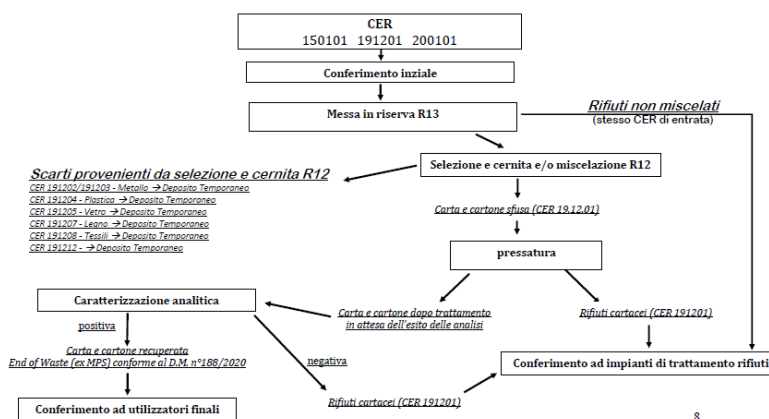 CER
150101 191201 200101
Conferimento inziale
Messa in riserva R13
Rifiuti non miscelati
(stesso CER di entrata)
Selezione e cernita e/o miscelazione R12
Scarti provenienti da selezione e cernita R12
CER 191202/191203 - Metallo → Deposito Temporaneo
CER 191204 - Plastica → Deposito Temporaneo
CER 191205 - Vetro → Deposito Temporaneo
CER 191207 - Legno → Deposito Temporaneo
CER 191208 - Tessili → Deposito Temporaneo
CER 191212 - → Deposito Temporaneo
Carta e cartone sfusa (CER 19.12.01)
pressatura
Caratterizzazione analitica
Carta e cartone dopo trattamento
in attesa dell'esito delle analisi
Rifiuti cartacei (CER 191201)
positiva
Carta e cartone recuperata
End of Waste (ex MPS) conforme al D.M. n°188/2020
negativa
Conferimento ad impianti di trattamento rifiuti
Rifiuti cartacei (CER 191201)
Conferimento ad utilizzatori finali
8